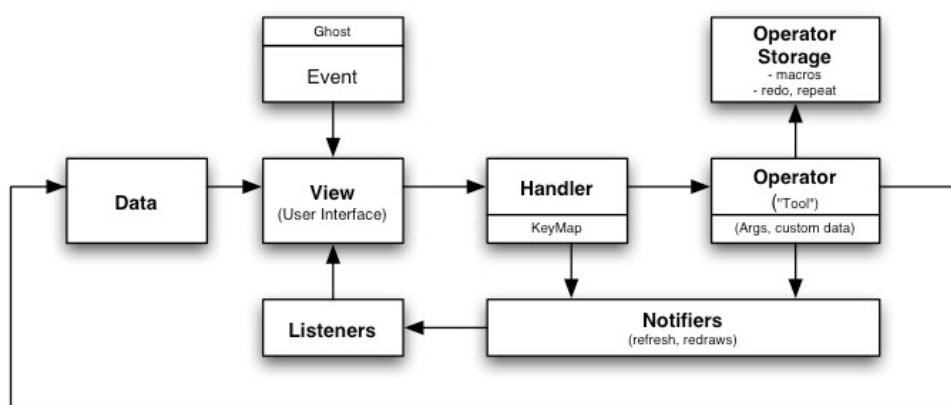 Ghost
Event
Operator
Storage
- macros
- redo, repeat
Data
View
(User Interface)
Handler
KeyMap
Operator
("Tool")
(Args, custom data)
Listeners
Notifiers
(refresh, redraws)